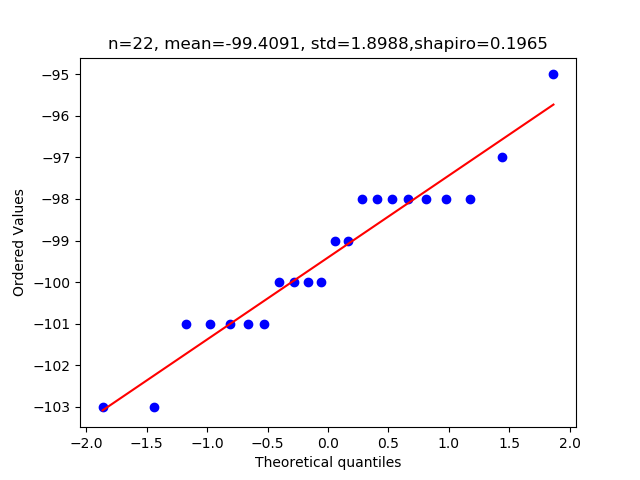 n=22, mean=-99.4091, std=1.8988,shapiro=0.1965
Ordered Values
−95
−96
−97
−98
−99
−100
−101
−102
−103
−2.0 −1.5 −1.0 −0.5 0.0 0.5 1.0 1.5 2.0
Theoretical quantiles